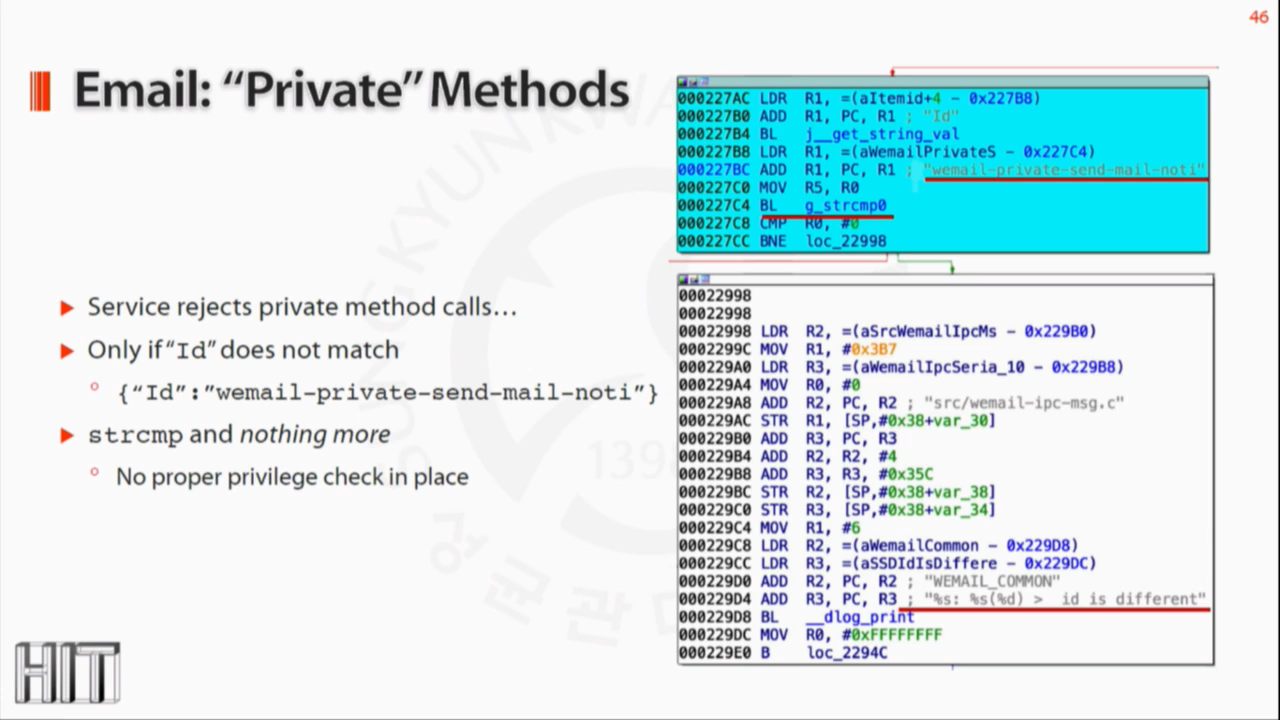 46
Email: “Private” Methods
Service rejects private method calls…
Only if “Id” does not match
{“Id”:”wemail-private-send-mail-noti”}
strcmp and nothing more
No proper privilege check in place
000227AC LDR R1, =(aItemid+4 - 0x227B8)
000227B0 ADD R1, PC, R1 ; "Id"
000227B4 BL j__get_string_val
000227B8 LDR R1, =(aWemailPrivateS - 0x227C4)
000227BC ADD R1, PC, R1 ; "wemail-private-send-mail-noti"
000227C0 MOV R5, R0
000227C4 BL g_strcmp0
000227C8 CMP R0, #0
000227CC BNE loc_22998
00022998
00022998
00022998 LDR R2, =(aSrcWemailIpcMs - 0x229B0)
0002299C MOV R1, #0x3B7
000229A0 LDR R3, =(aWemailIpcSeria_10 - 0x229B8)
000229A4 MOV R0, #0
000229A8 ADD R2, PC, R2 ; "src/wemail-ipc-msg.c"
000229AC STR R1, [SP,#0x38+var_30]
000229B0 ADD R3, PC, R3
000229B4 ADD R2, R2, #4
000229B8 ADD R3, R3, #0x35C
000229BC STR R2, [SP,#0x38+var_38]
000229C0 STR R3, [SP,#0x38+var_34]
000229C4 MOV R1, #6
000229C8 LDR R2, =(aWemailCommon - 0x229D8)
000229CC LDR R3, =(aSSDIdIsDiffere - 0x229DC)
000229D0 ADD R2, PC, R2 ; "WEMAIL_COMMON"
000229D4 ADD R3, PC, R3 ; "%s: %s(%d) > id is different"
000229D8 BL __dlog_print
000229DC MOV R0, #0xFFFFFFFF
000229E0 B loc_2294C
HIT